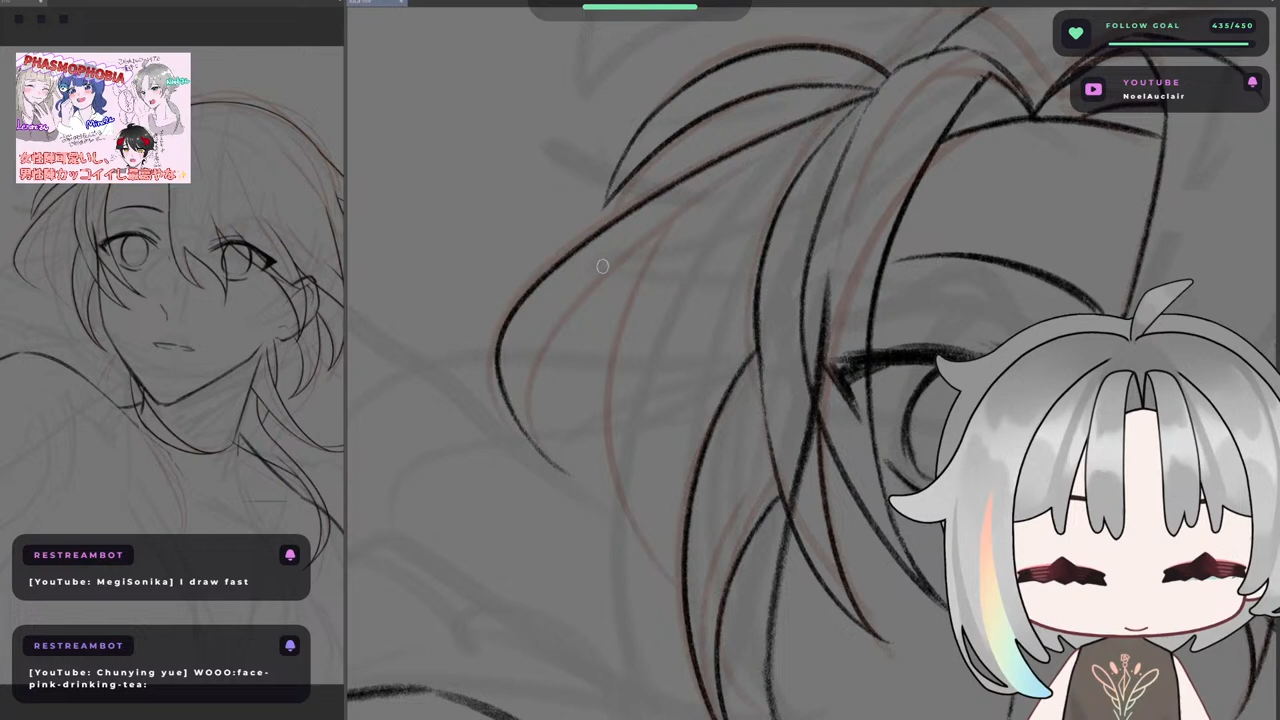 PHASMOPHOBIA
女性陣可愛いし、
男性陣カッコイイし最強やな
FOLLOW GOAL
435/450
YOUTUBE
NoelAuclair
RESTREAMBOT
[YouTube: MegiSonika] I draw fast
RESTREAMBOT
[YouTube: Chunying yue] WOOO:face-
pink-drinking-tea: